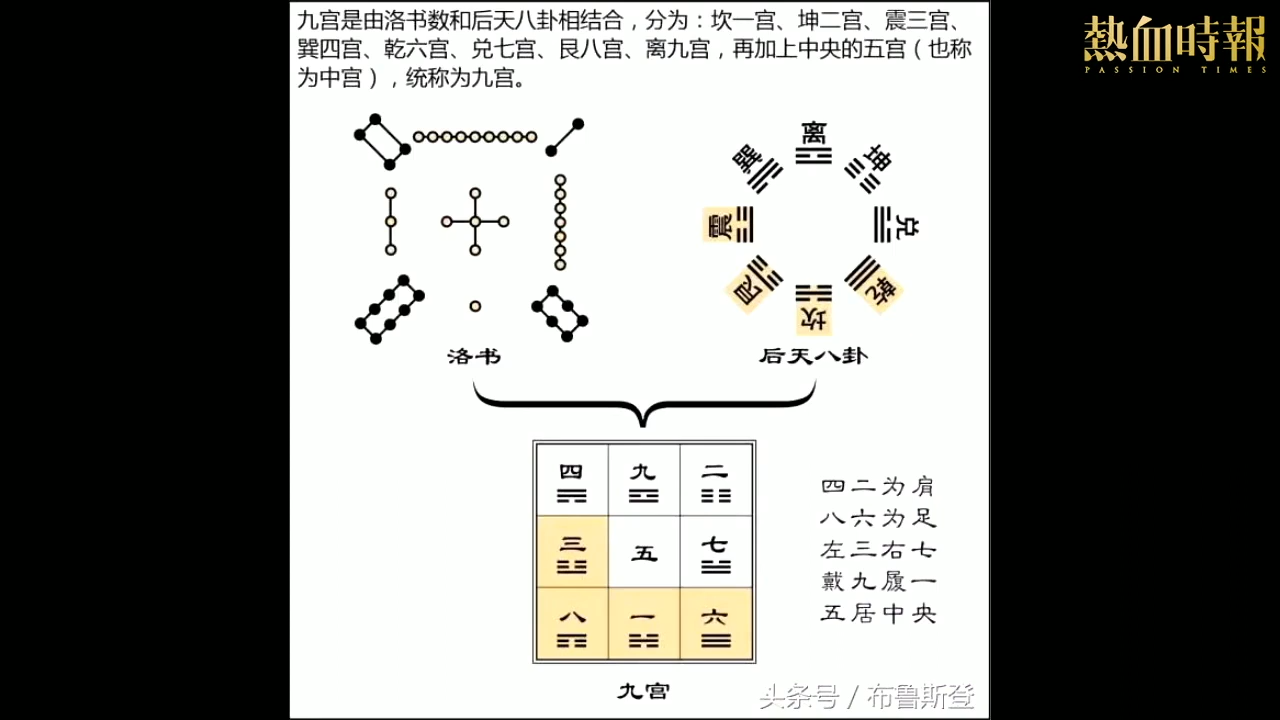 九宫是由洛书数和后天八卦相结合，分为：坎一宫、坤二宫、震三宫、
巽四宫、乾六宫、兑七宫、艮八宫、离九宫，再加上中央的五宫（也称
为中宫），统称为九宫。
熱血時報
PASSION TIMES
离
巽
坤
震
兑
艮
乾
坎
洛书
后天八卦
四 九 二
三 五 七
八 一 六
九宫
四二为肩
八六为足
左三右七
戴九履一
五居中央
头条号 / 布鲁斯登